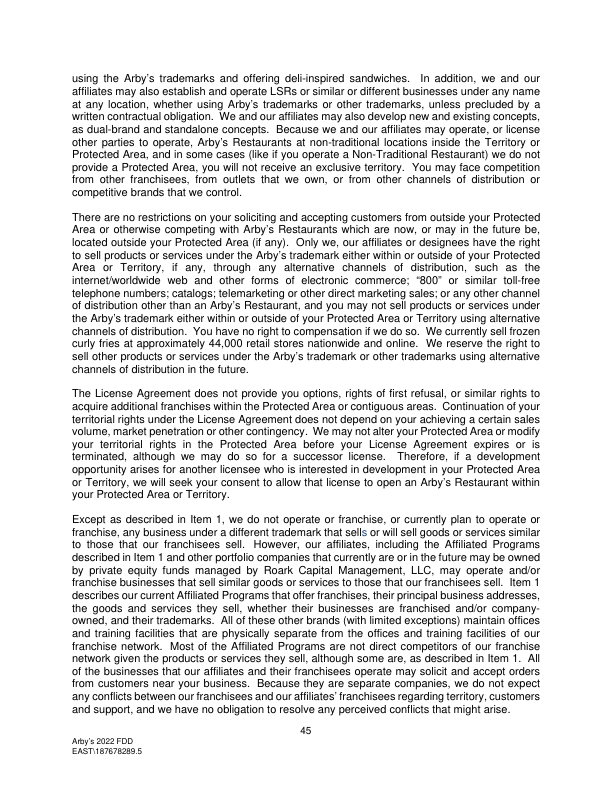 using the Arby's trademarks and offering deli-inspired sandwiches. In addition, we and our
affiliates may also establish and operate LSRs or similar or different businesses under any name
at any location, whether using Arby's trademarks or other trademarks, unless precluded by a
written contractual obligation. We and our affiliates may also develop new and existing concepts,
as dual-brand and standalone concepts. Because we and our affiliates may operate, or license
other parties to operate, Arby's Restaurants at non-traditional locations inside the Territory or
Protected Area, and in some cases (like if you operate a Non-Traditional Restaurant) we do not
provide a Protected Area, you will not receive an exclusive territory. You may face competition
from other franchisees, from outlets that we own, or from other channels of distribution or
competitive brands that we control.

There are no restrictions on your soliciting and accepting customers from outside your Protected
Area or otherwise competing with Arby's Restaurants which are now, or may in the future be,
located outside your Protected Area (if any). Only we, our affiliates or designees have the right
to sell products or services under the Arby's trademark either within or outside of your Protected
Area or Territory, if any, through any alternative channels of distribution, such as the
internet/worldwide web and other forms of electronic commerce; "800" or similar toll-free
telephone numbers; catalogs; telemarketing or other direct marketing sales; or any other channel
of distribution other than an Arby's Restaurant, and you may not sell products or services under
the Arby's trademark either within or outside of your Protected Area or Territory using alternative
channels of distribution. You have no right to compensation if we do so. We currently sell frozen
curly fries at approximately 44,000 retail stores nationwide and online. We reserve the right to
sell other products or services under the Arby's trademark or other trademarks using alternative
channels of distribution in the future.

The License Agreement does not provide you options, rights of first refusal, or similar rights to
acquire additional franchises within the Protected Area or contiguous areas. Continuation of your
territorial rights under the License Agreement does not depend on your achieving a certain sales
volume, market penetration or other contingency. We may not alter your Protected Area or modify
your territorial rights in the Protected Area before your License Agreement expires or is
terminated, although we may do so for a successor license. Therefore, if a development
opportunity arises for another licensee who is interested in development in your Protected Area
or Territory, we will seek your consent to allow that license to open an Arby's Restaurant within
your Protected Area or Territory.

Except as described in Item 1, we do not operate or franchise, or currently plan to operate or
franchise, any business under a different trademark that sells or will sell goods or services similar
to those that our franchisees sell. However, our affiliates, including the Affiliated Programs
described in Item 1 and other portfolio companies that currently are or in the future may be owned
by private equity funds managed by Roark Capital Management, LLC, may operate and/or
franchise businesses that sell similar goods or services to those that our franchisees sell. Item 1
describes our current Affiliated Programs that offer franchises, their principal business addresses,
the goods and services they sell, whether their businesses are franchised and/or company-
owned, and their trademarks. All of these other brands (with limited exceptions) maintain offices
and training facilities that are physically separate from the offices and training facilities of our
franchise network. Most of the Affiliated Programs are not direct competitors of our franchise
network given the products or services they sell, although some are, as described in Item 1. All
of the businesses that our affiliates and their franchisees operate may solicit and accept orders
from customers near your business. Because they are separate companies, we do not expect
any conflicts between our franchisees and our affiliates' franchisees regarding territory, customers
and support, and we have no obligation to resolve any perceived conflicts that might arise.

45
Arby's 2022 FDD
EAST\187678289.5